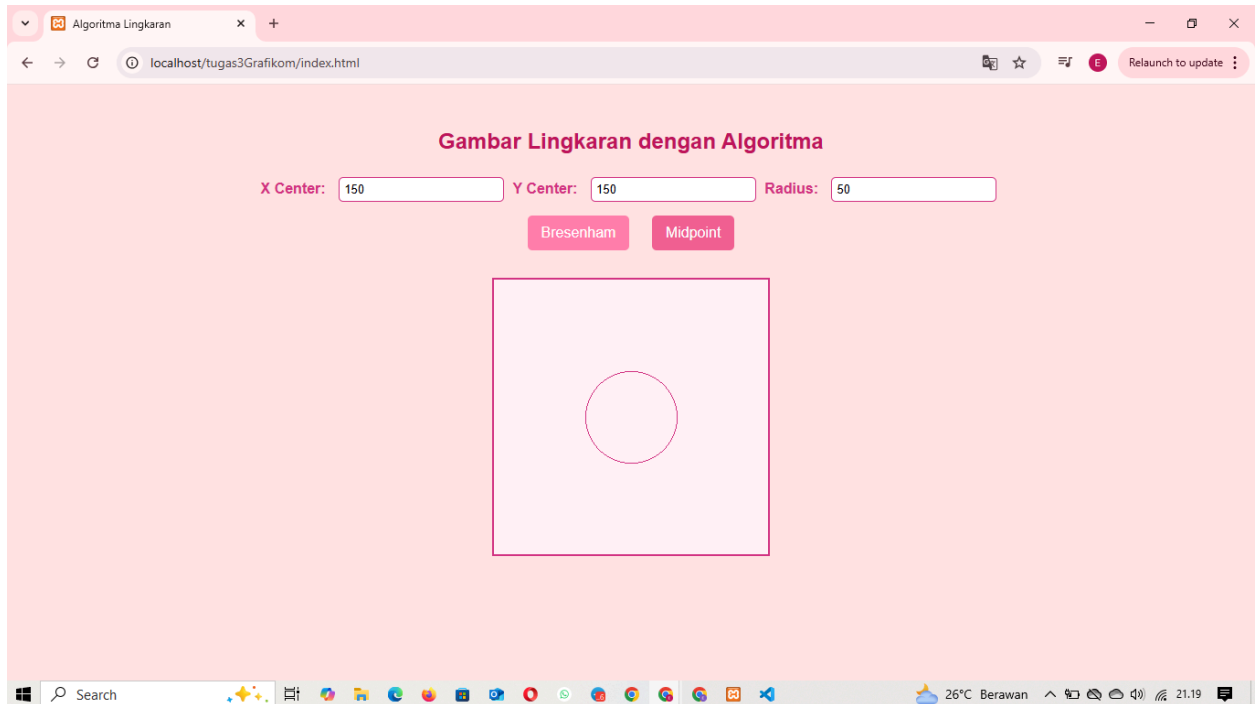 Algoritma Lingkaran
localhost/tugas3Grafikom/index.html
E
Relaunch to update
Gambar Lingkaran dengan Algoritma
X Center: 150 Y Center: 150 Radius: 50
Bresenham Midpoint
Search
26°C Berawan
21.19